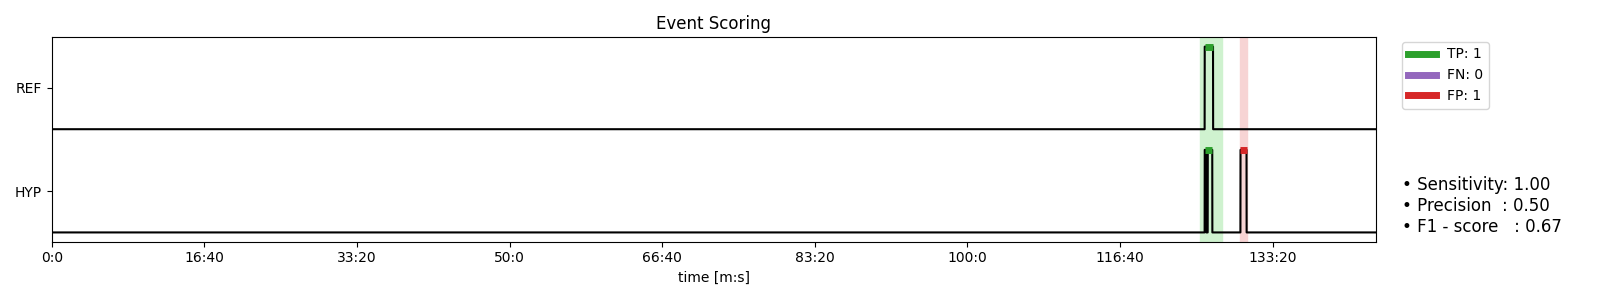 Event Scoring
REF
HYP
0:0 16:40 33:20 50:0 66:40 83:20 100:0 116:40 133:20
time [m:s]
TP: 1
FN: 0
FP: 1
• Sensitivity: 1.00
• Precision : 0.50
• F1 - score : 0.67